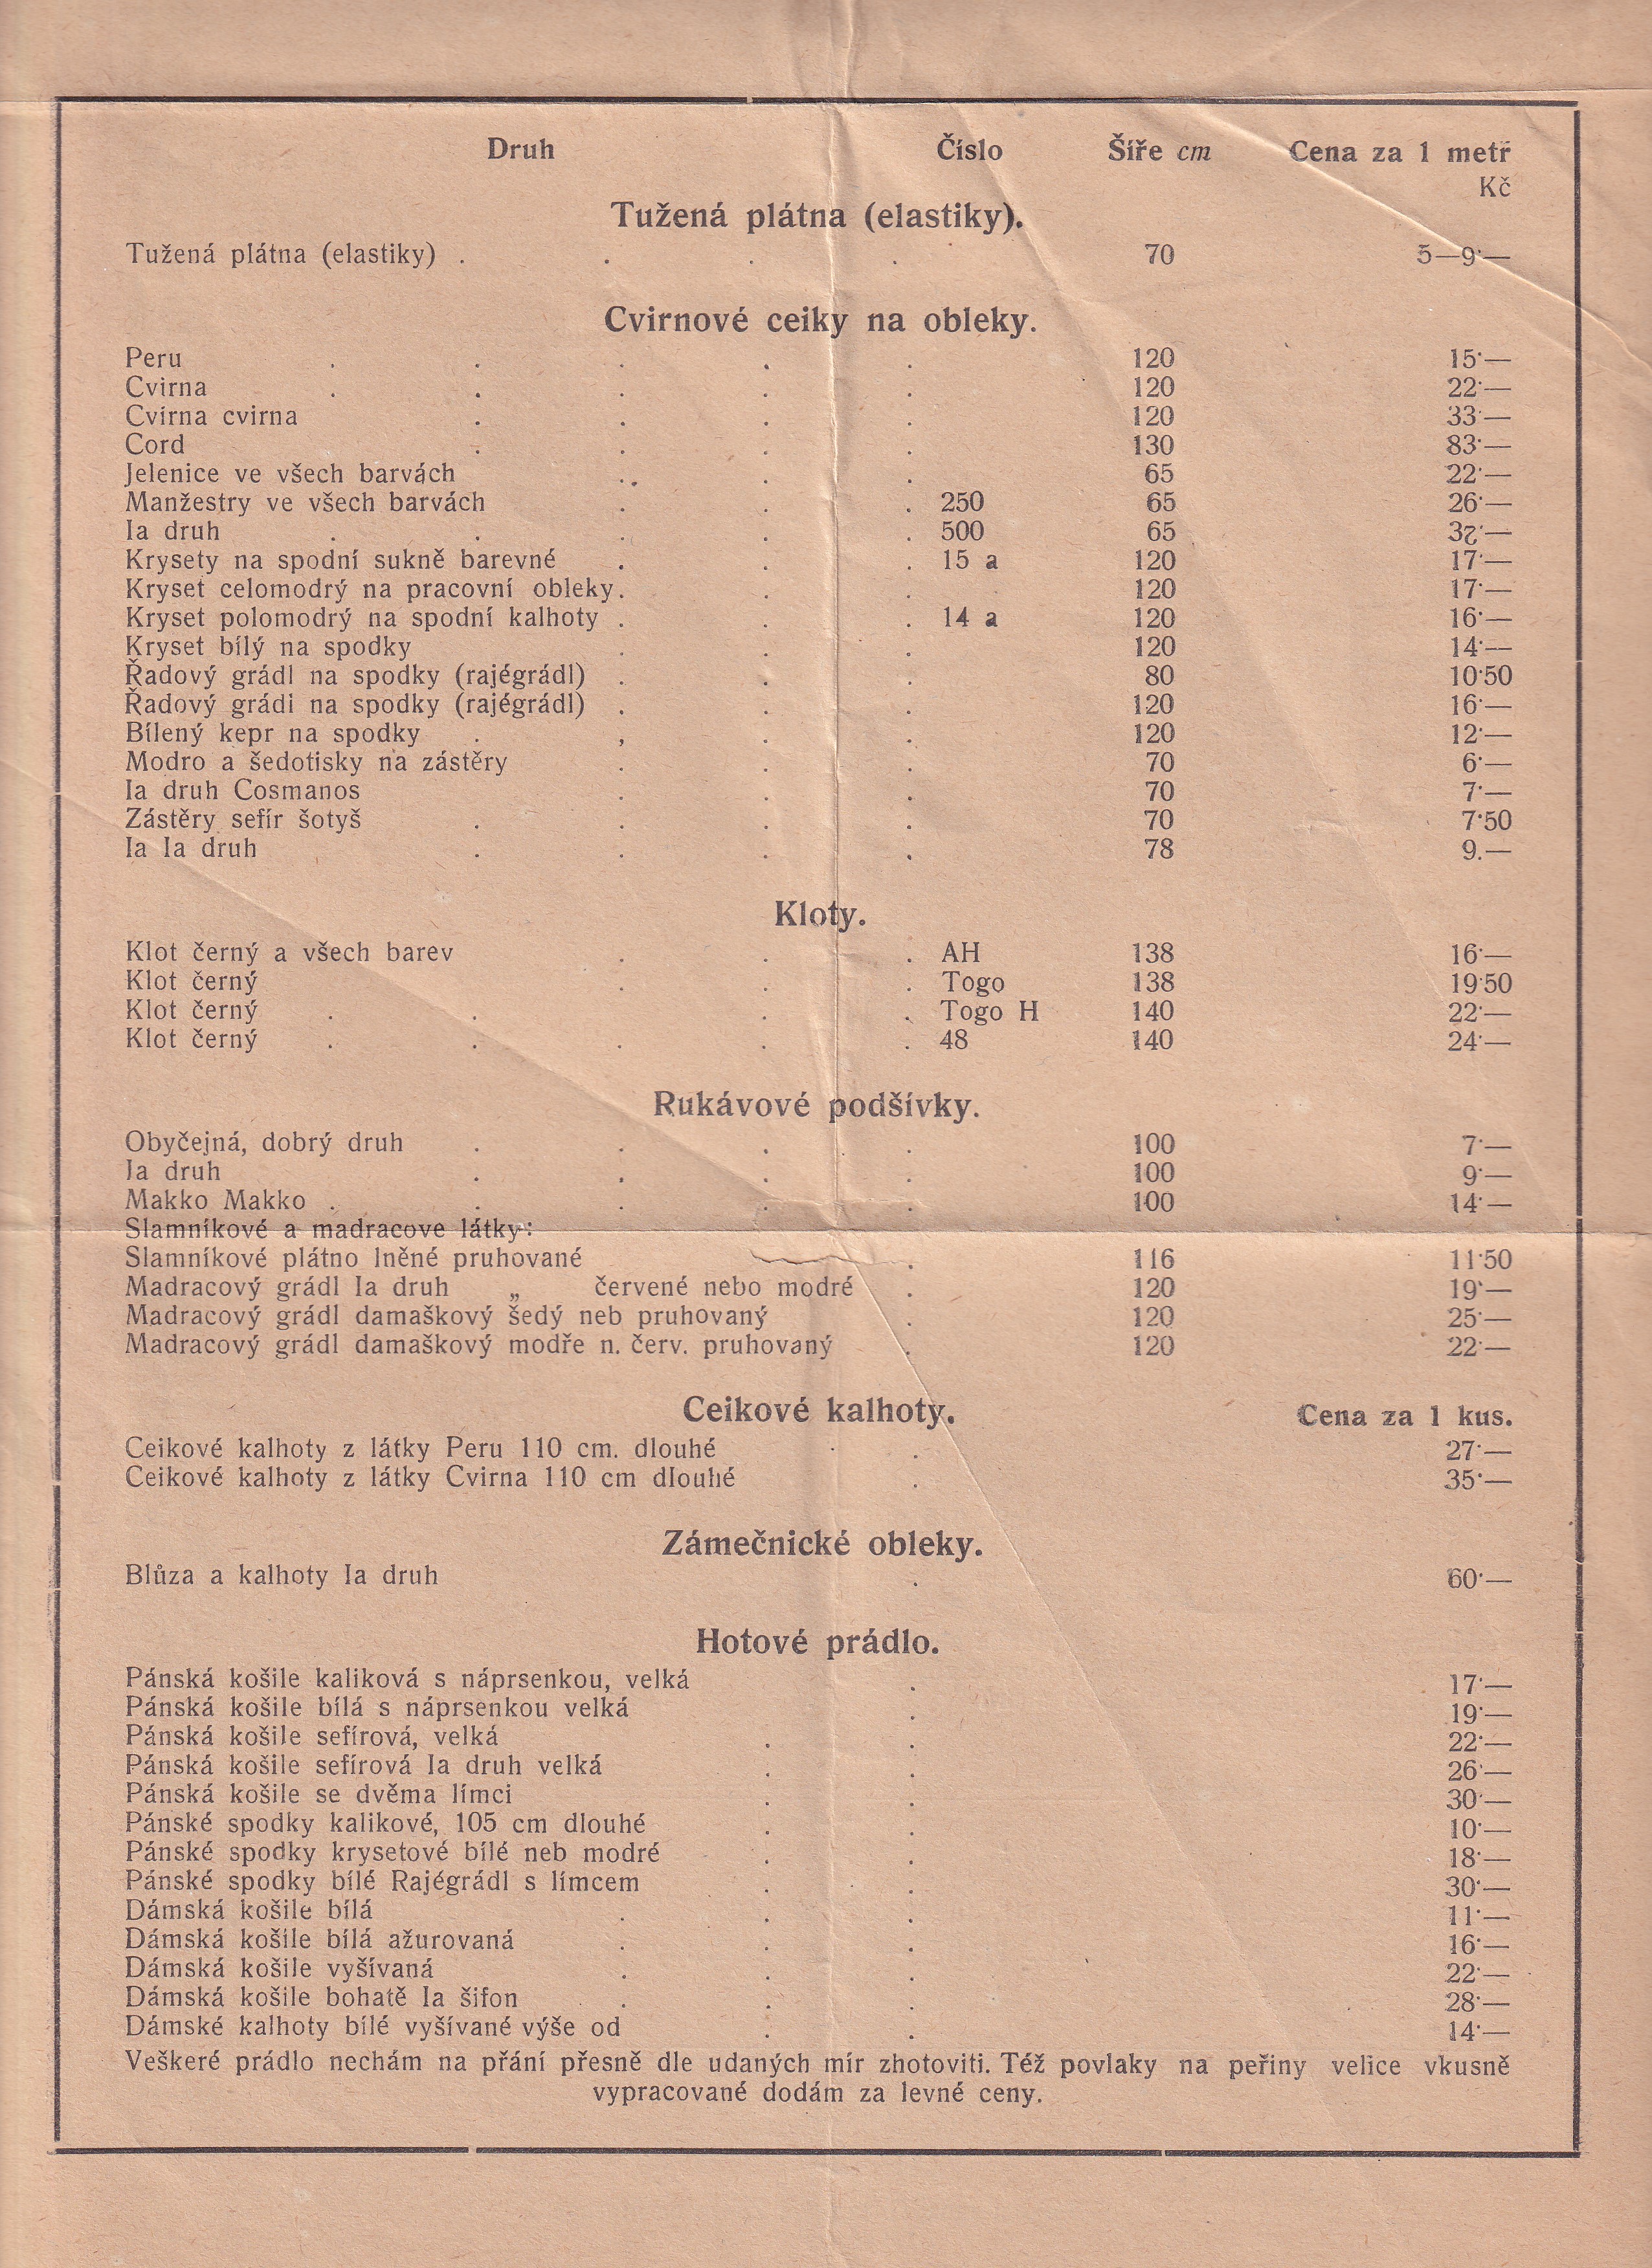 Druh Číslo Šíře cm Cena za 1 metr
Kč
Tužená plátna (elastiky).
Tužená plátna (elastiky) . . . . 70 5—9·—
Cvirnové ceiky na obleky.
Peru . . . . . 120 15·—
Cvirna . . . . . 120 22·—
Cvirna cvirna . . . . 120 33·—
Cord . . . . 130 83·—
Jelenice ve všech barvách . . . 65 22·—
Manžestry ve všech barvách . . . 250 65 26·—
Ia druh . . . . . 500 65 32·—
Krysety na spodní sukně barevné . . . 15 a 120 17·—
Kryset celomodrý na pracovní obleky . . . 120 17·—
Kryset polomodrý na spodní kalhoty . . . 14 a 120 16·—
Kryset bílý na spodky . . . 120 14·—
Řadový grádl na spodky (rajégrádl) . . . 80 10·50
Řadový grádi na spodky (rajégrádl) . . . 120 16·—
Bílený kepr na spodky . , . . 120 12·—
Modro a šedotisky na zástěry . . . 70 6·—
Ia druh Cosmanos . . . 70 7·—
Zástěry sefír šotyš . . . . 70 7·50
Ia Ia druh . . . . 78 9.—
Kloty.
Klot černý a všech barev . . . AH 138 16·—
Klot černý . . . Togo 138 19·50
Klot černý . . . . . Togo H 140 22·—
Klot černý . . . . . 48 140 24·—
Rukávové podšívky.
Obyčejná, dobrý druh . . . . 100 7·—
Ia druh . . . . 100 9·—
Makko Makko . . . . . 100 14·—
Slamníkové a madracove látky:
Slamníkové plátno lněné pruhované . 116 11·50
Madracový grádl Ia druh „ červené nebo modré . 120 19·—
Madracový grádl damaškový šedý neb pruhovaný . 120 25·—
Madracový grádl damaškový modře n. červ. pruhovaný . 120 22·—
Ceikové kalhoty. Cena za 1 kus.
Ceikové kalhoty z látky Peru 110 cm. dlouhé . . 27·—
Ceikové kalhoty z látky Cvirna 110 cm dlouhé . 35·—
Zámečnické obleky.
Blůza a kalhoty Ia druh . 60·—
Hotové prádlo.
Pánská košile kaliková s náprsenkou, velká . 17·—
Pánská košile bílá s náprsenkou velká . 19·—
Pánská košile sefírová, velká . . 22·—
Pánská košile sefírová Ia druh velká . . 26·—
Pánská košile se dvěma límci . . 30·—
Pánské spodky kalikové, 105 cm dlouhé . . 10·—
Pánské spodky krysetové bílé neb modré . . 18·—
Pánské spodky bílé Rajégrádl s límcem . . 30·—
Dámská košile bílá . . . 11·—
Dámská košile bílá ažurovaná . . . 16·—
Dámská košile vyšívaná . . . 22·—
Dámská košile bohatě Ia šifon . . . 28·—
Dámské kalhoty bílé vyšívané výše od . . 14·—
Veškeré prádlo nechám na přání přesně dle udaných mír zhotoviti. Též povlaky na peřiny velice vkusně
vypracované dodám za levné ceny.